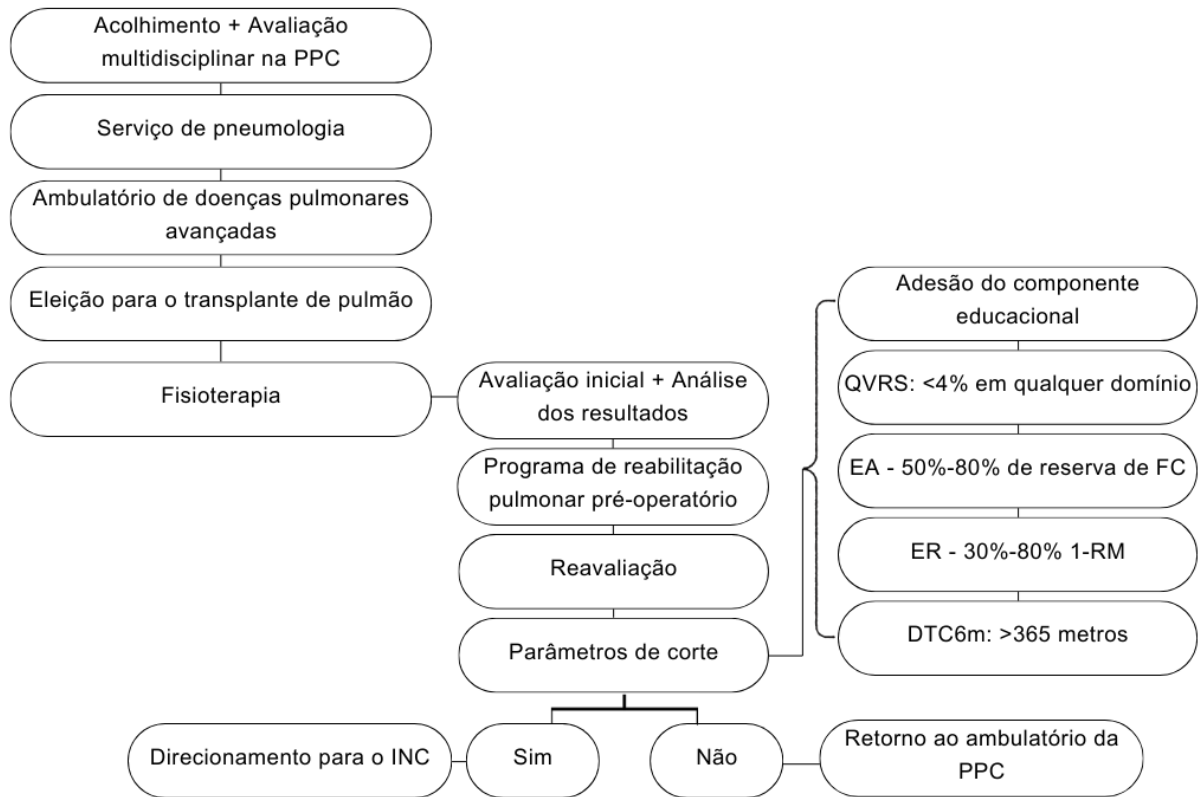 Acolhimento + Avaliação
multidisciplinar na PPC
Serviço de pneumologia
Ambulatório de doenças pulmonares
avançadas
Eleição para o transplante de pulmão
Fisioterapia
Avaliação inicial + Análise
dos resultados
Programa de reabilitação
pulmonar pré-operatório
Reavaliação
Parâmetros de corte
Adesão do componente
educacional
QVRS: <4% em qualquer domínio
EA - 50%-80% de reserva de FC
ER - 30%-80% 1-RM
DTC6m: >365 metros
Direcionamento para o INC
Sim
Não
Retorno ao ambulatório da
PPC